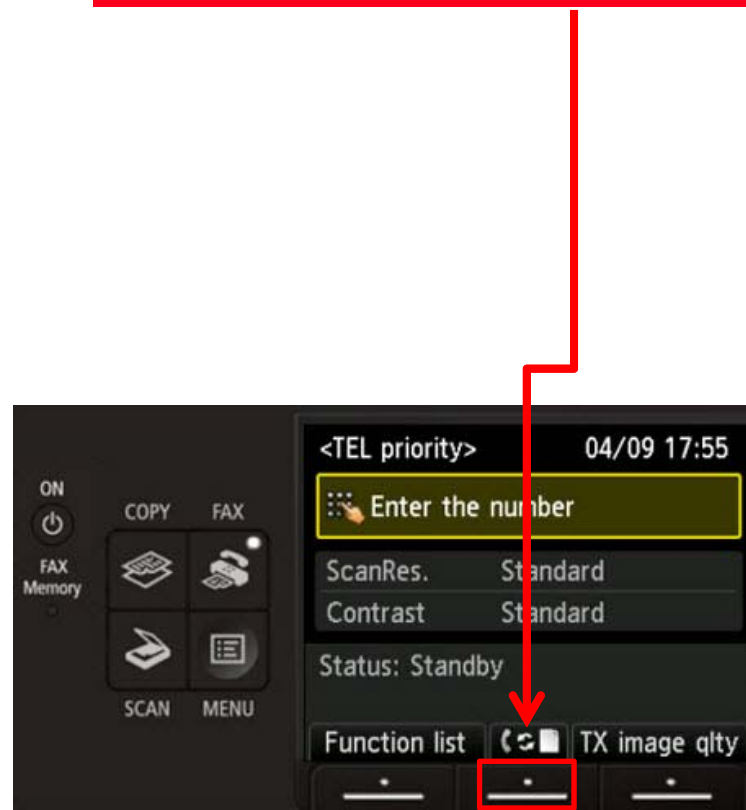 <TEL priority> 04/09 17:55
Enter the number
ScanRes. Standard
Contrast Standard
Status: Standby
Function list TX image qlty
ON
COPY FAX
FAX
Memory
SCAN MENU